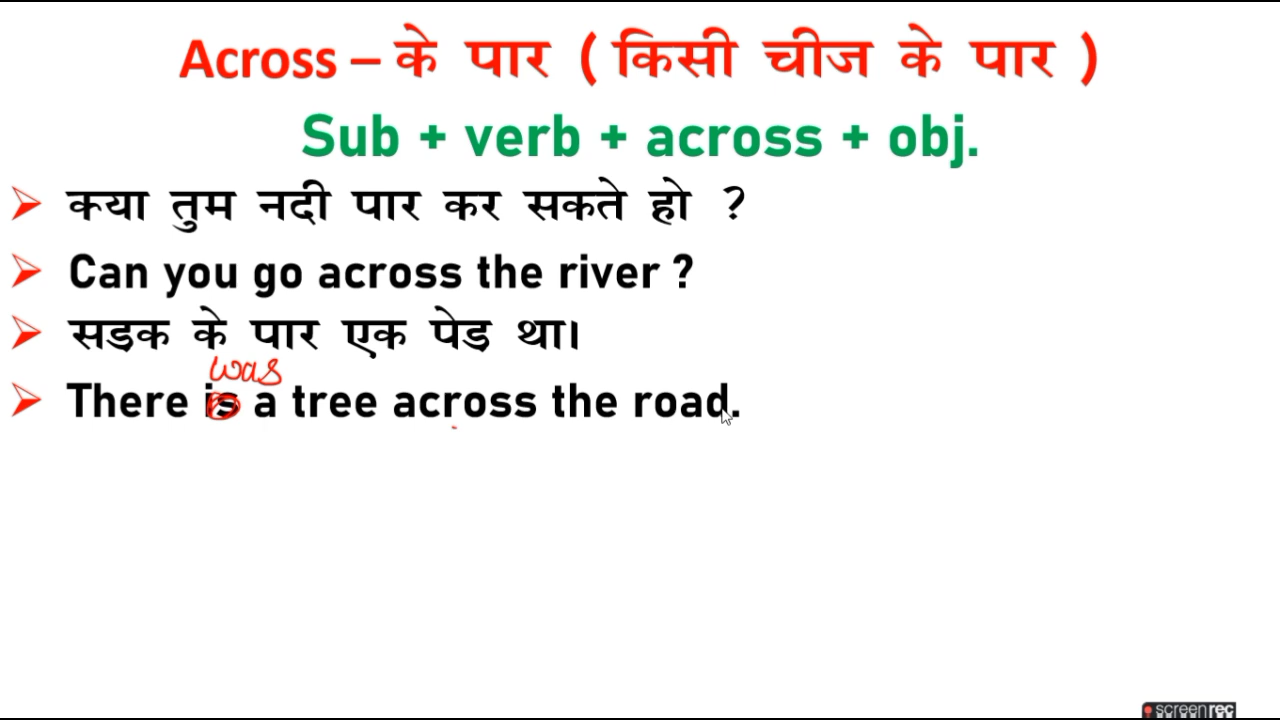 Across – के पार ( किसी चीज के पार )
Sub + verb + across + obj.
क्या तुम नदी पार कर सकते हो ?
Can you go across the river ?
सड़क के पार एक पेड था।
was
There is a tree across the road.
screenrec